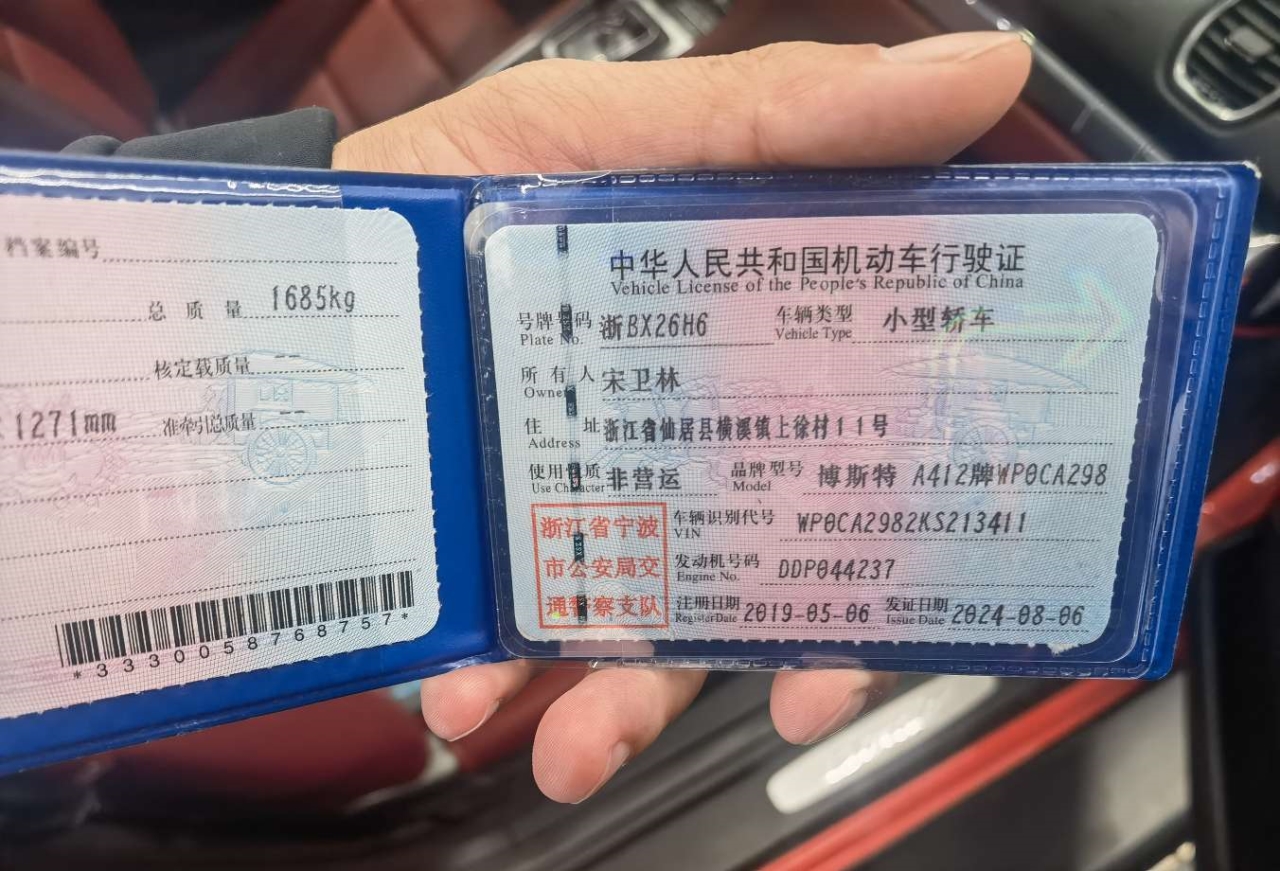 档案编号
总质量 1685kg
核定载质量 --
1271mm 准牵引总质量 --
*3330058768757*
中华人民共和国机动车行驶证
Vehicle License of the People's Republic of China
号牌号码 浙BX26H6 车辆类型 小型轿车
Plate No. Vehicle Type
所有人 宋卫林
Owner
住址 浙江省仙居县横溪镇上徐村11号
Address
使用性质 非营运 品牌型号 博斯特 A412牌WP0CA298
Use Character Model
浙江省宁波
市公安局交
通警察支队
车辆识别代号 WP0CA2982KS213411
VIN
发动机号码 DDP044237
Engine No.
注册日期 2019-05-06 发证日期 2024-08-06
Register Date Issue Date